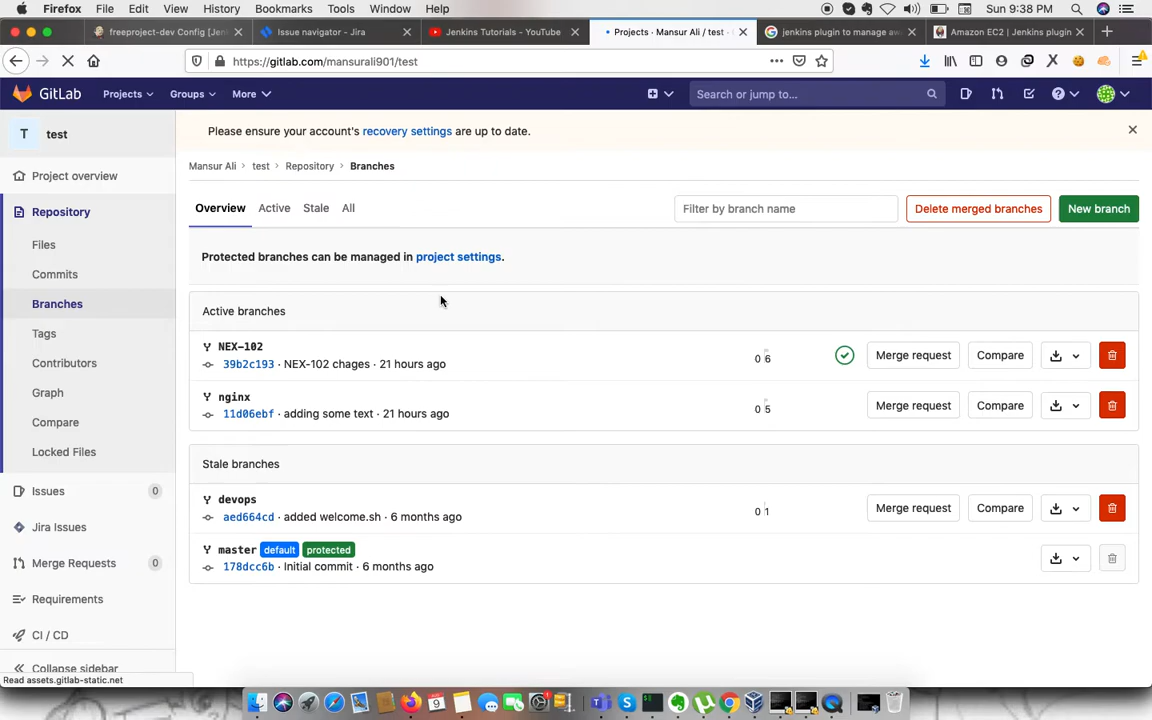 Firefox File Edit View History Bookmarks Tools Window Help Sun 9:38 PM
freeproject-dev Config [Jen Issue navigator - Jira Jenkins Tutorials - YouTube Projects · Mansur Ali / test · jenkins plugin to manage aw Amazon EC2 | Jenkins plugin
https://gitlab.com/mansurali901/test
GitLab Projects Groups More Search or jump to...
T test
Please ensure your account's recovery settings are up to date.
Mansur Ali > test > Repository > Branches
Project overview
Repository
Files
Commits
Branches
Tags
Contributors
Graph
Compare
Locked Files
Issues 0
Jira Issues
Merge Requests 0
Requirements
CI / CD
Collapse sidebar
Read assets.gitlab-static.net
Overview Active Stale All Filter by branch name Delete merged branches New branch
Protected branches can be managed in project settings.
Active branches
NEX-102
39b2c193 · NEX-102 chages · 21 hours ago 0 6 Merge request Compare
nginx
11d06ebf · adding some text · 21 hours ago 0 5 Merge request Compare
Stale branches
devops
aed664cd · added welcome.sh · 6 months ago 0 1 Merge request Compare
master default protected
178dcc6b · Initial commit · 6 months ago